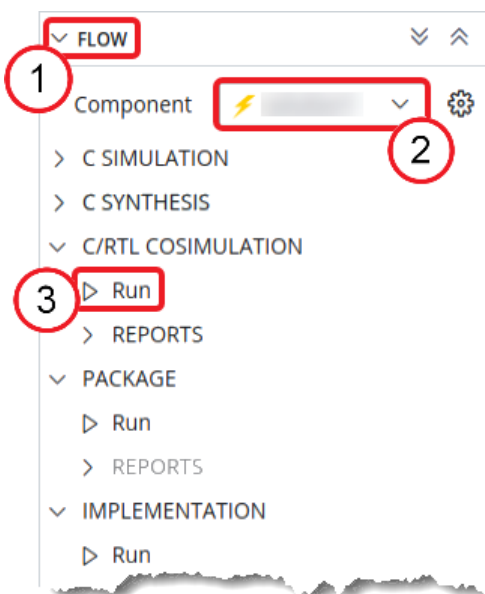 FLOW
1
Component
2
C SIMULATION
C SYNTHESIS
C/RTL COSIMULATION
3 Run
REPORTS
PACKAGE
Run
REPORTS
IMPLEMENTATION
Run